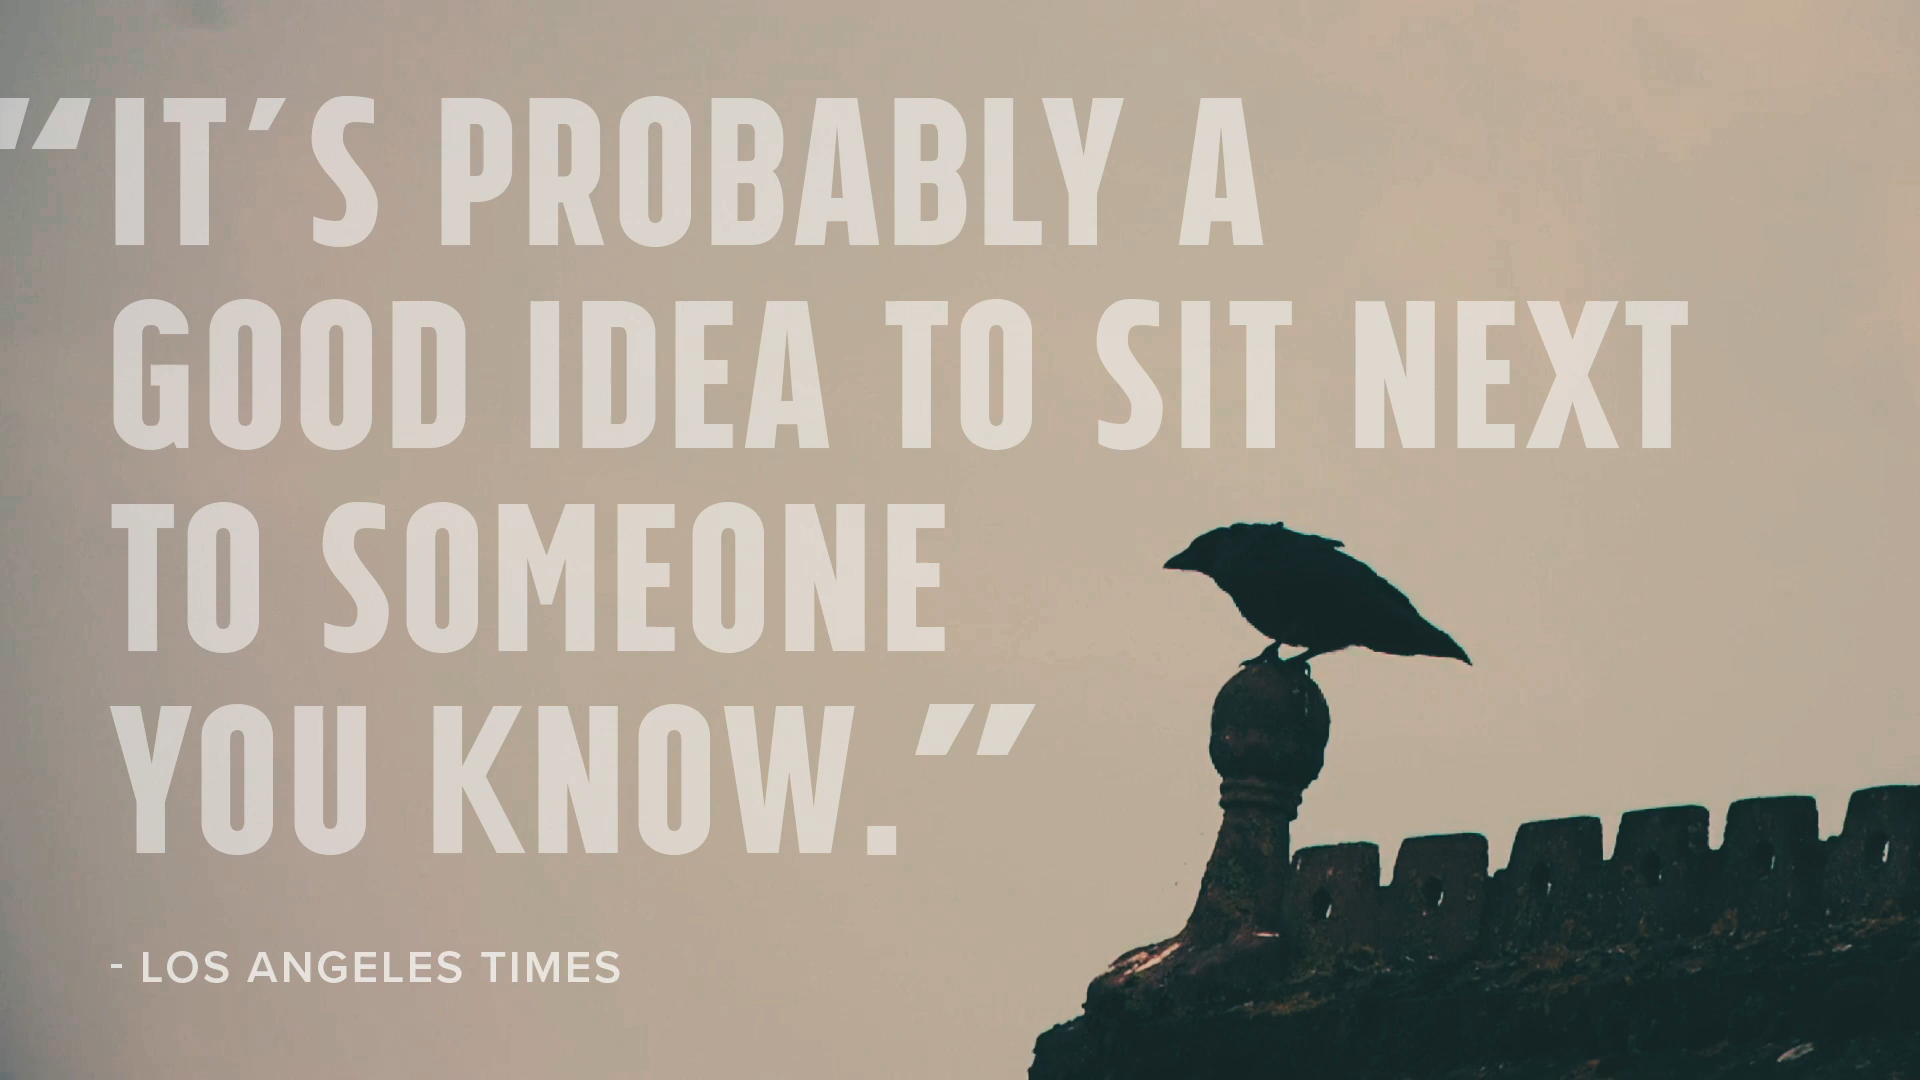 “IT’S PROBABLY A
GOOD IDEA TO SIT NEXT
TO SOMEONE
YOU KNOW.”
- LOS ANGELES TIMES